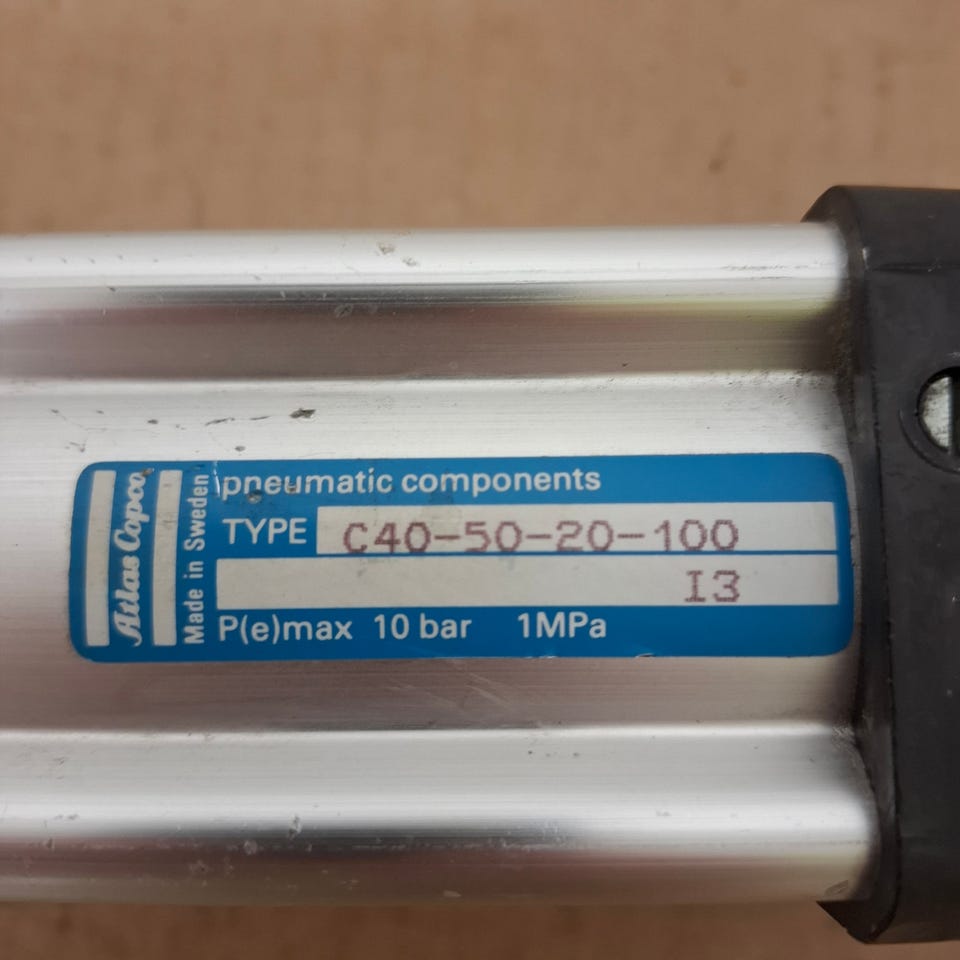 Atlas Copco
Made in Sweden
pneumatic components
TYPE C40-50-20-100
I3
P(e)max 10 bar 1MPa